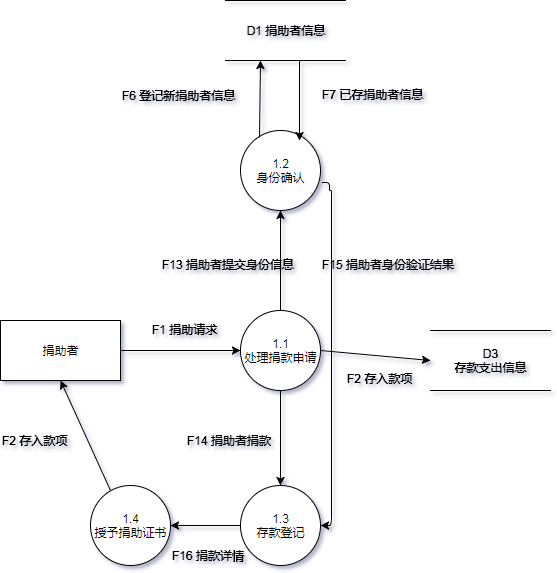 D1 捐助者信息
F6 登记新捐助者信息
F7 已存捐助者信息
1.2
身份确认
F13 捐助者提交身份信息
F15 捐助者身份验证结果
F1 捐助请求
捐助者
1.1
处理捐款申请
D3
存款支出信息
F2 存入款项
F2 存入款项
F14 捐助者捐款
1.4
授予捐助证书
1.3
存款登记
F16 捐款详情